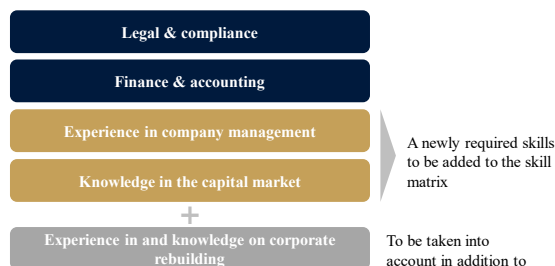 Legal & compliance
Finance & accounting
Experience in company management
Knowledge in the capital market
A newly required skills
to be added to the skill
matrix
+
Experience in and knowledge on corporate
rebuilding
To be taken into
account in addition to